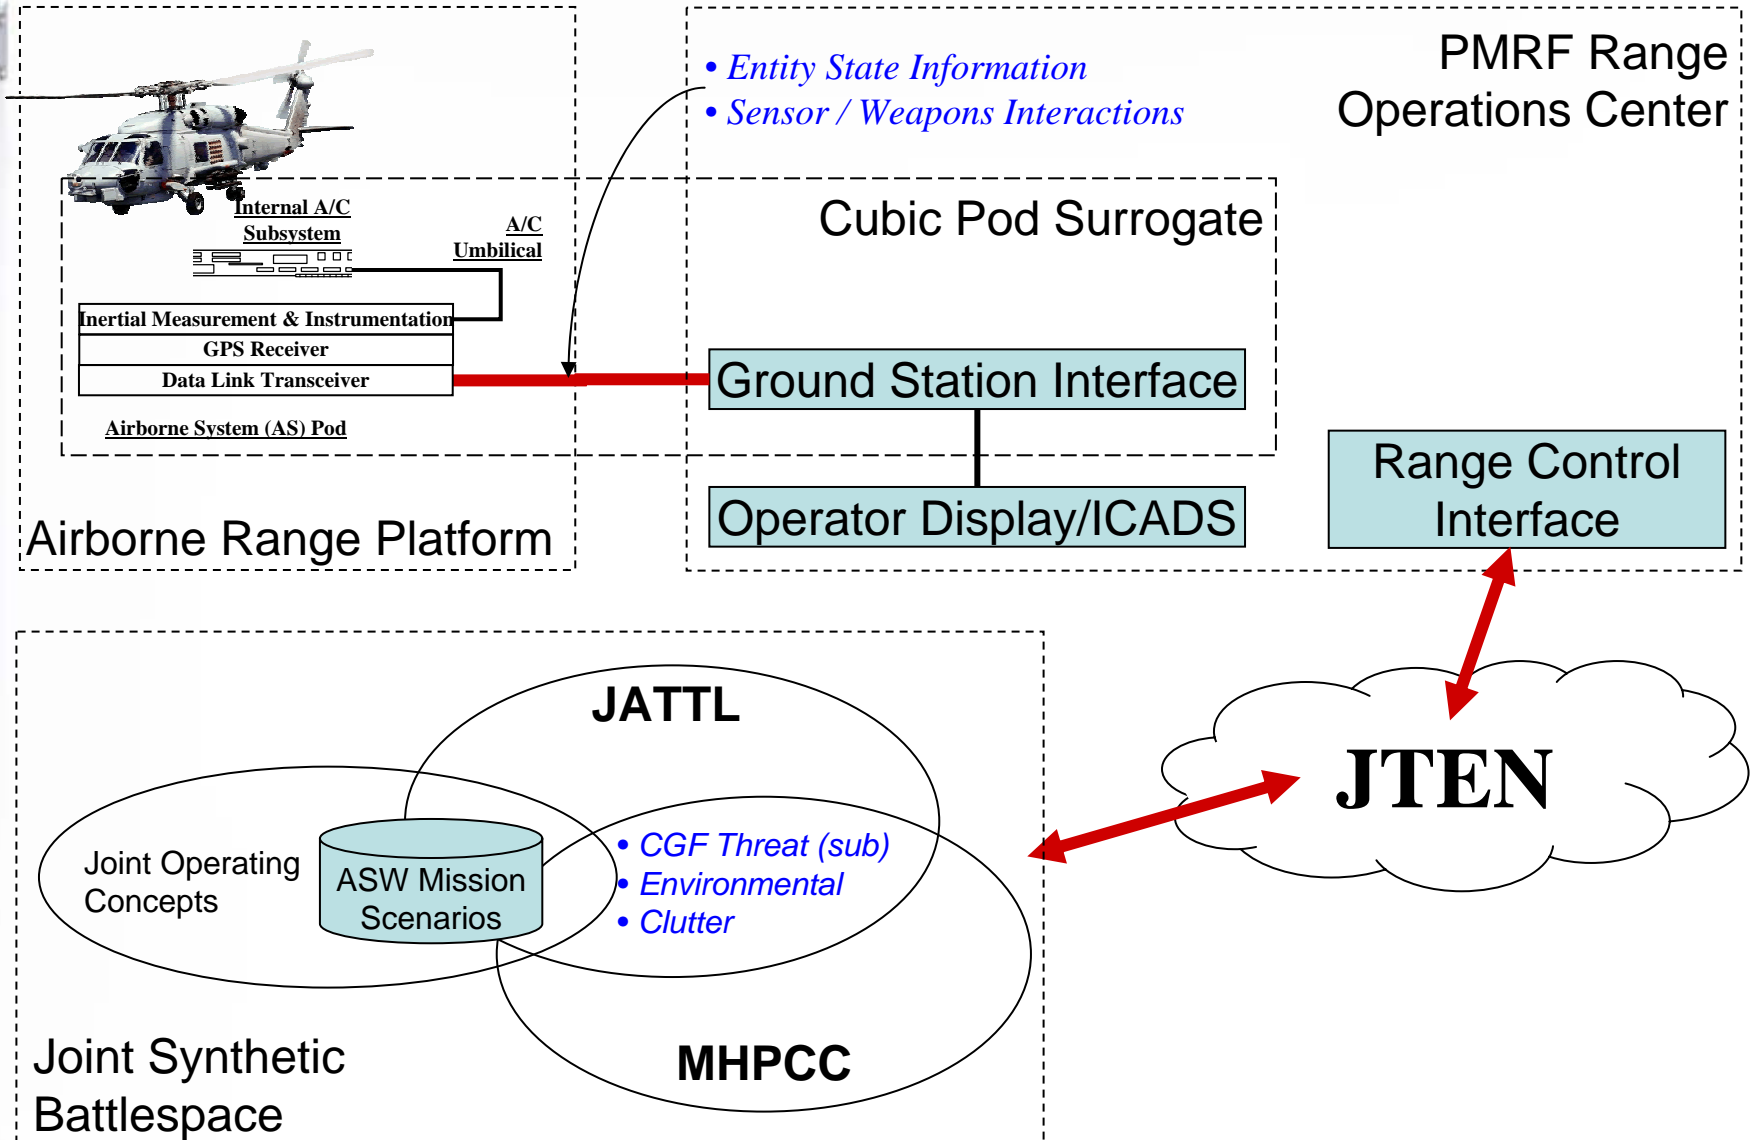 • Entity State Information
• Sensor / Weapons Interactions
PMRF Range
Operations Center
Internal A/C
Subsystem
A/C
Umbilical
Cubic Pod Surrogate
Inertial Measurement & Instrumentation
GPS Receiver
Data Link Transceiver
Airborne System (AS) Pod
Ground Station Interface
Operator Display/ICADS
Range Control
Interface
Airborne Range Platform
JATTL
JTEN
Joint Operating
Concepts
ASW Mission
Scenarios
• CGF Threat (sub)
• Environmental
• Clutter
MHPCC
Joint Synthetic
Battlespace